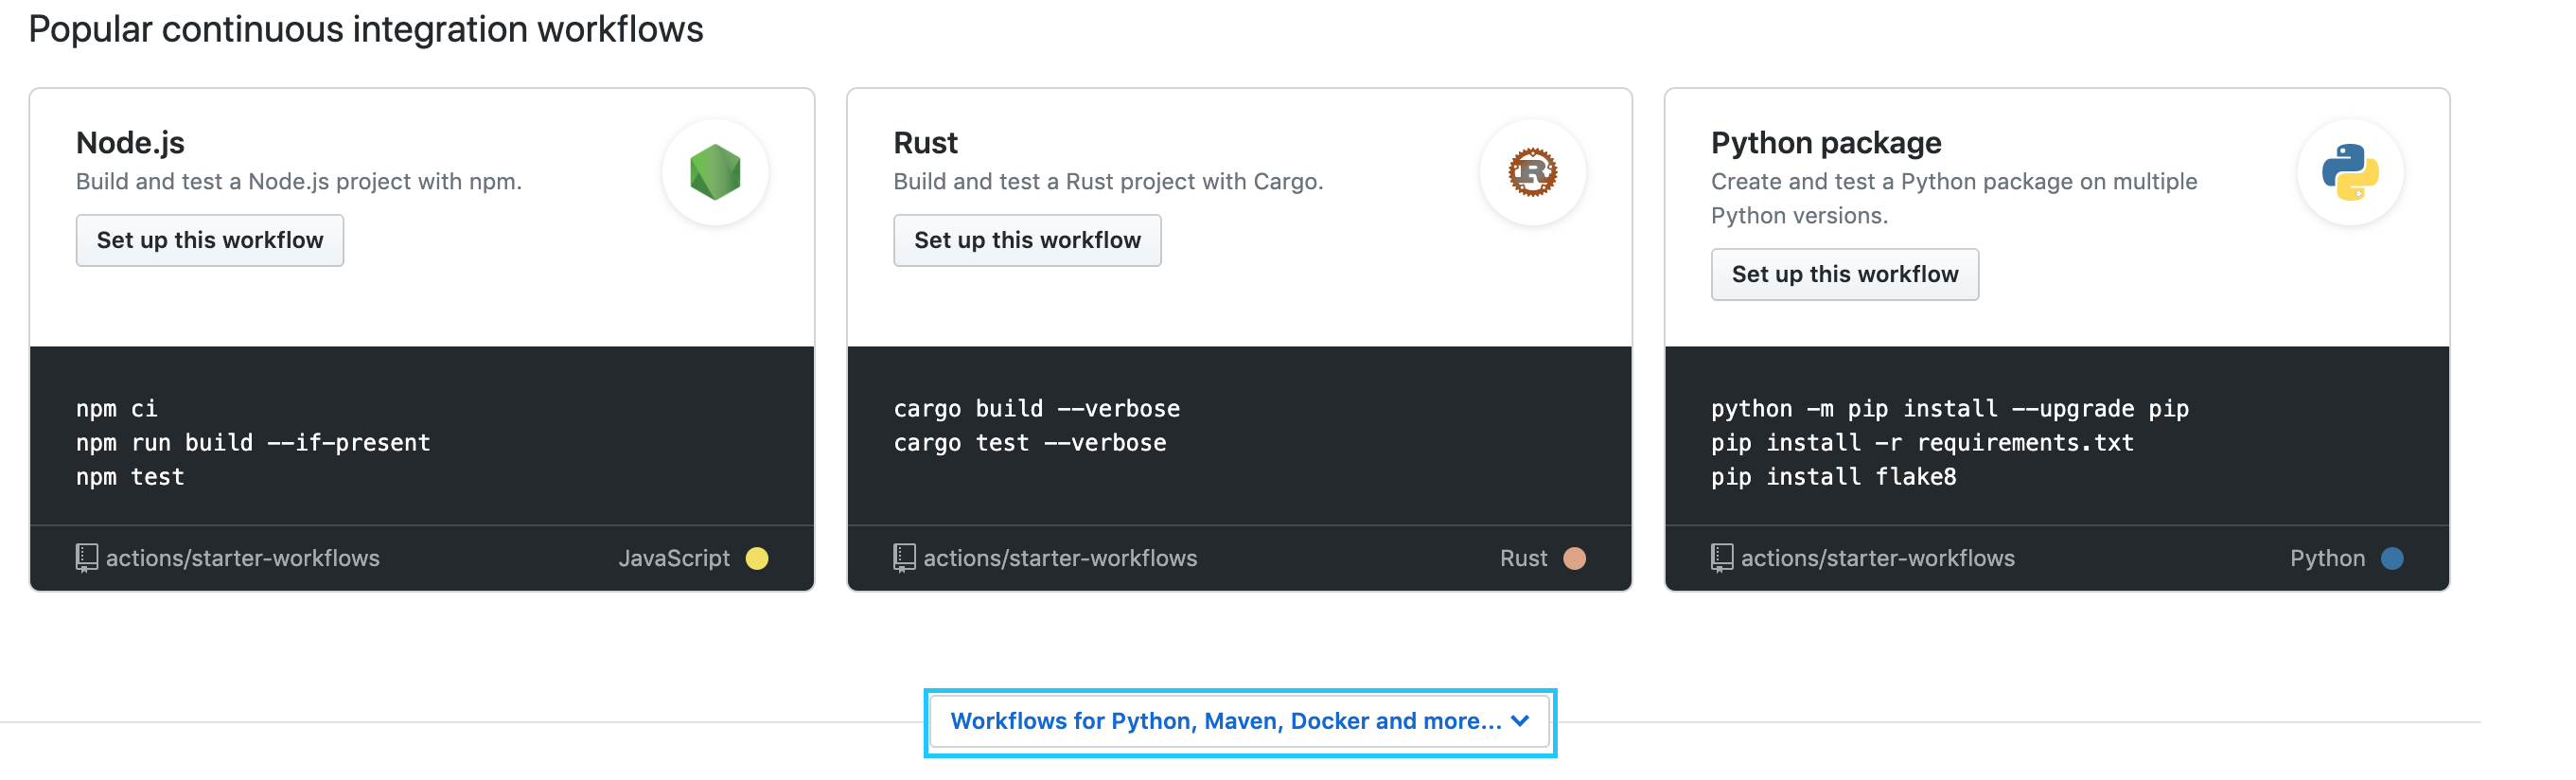 Popular continuous integration workflows
Node.js
Build and test a Node.js project with npm.
Set up this workflow
npm ci
npm run build --if-present
npm test
actions/starter-workflows
JavaScript
Rust
Build and test a Rust project with Cargo.
Set up this workflow
cargo build --verbose
cargo test --verbose
actions/starter-workflows
Rust
Python package
Create and test a Python package on multiple
Python versions.
Set up this workflow
python -m pip install --upgrade pip
pip install -r requirements.txt
pip install flake8
actions/starter-workflows
Python
Workflows for Python, Maven, Docker and more...